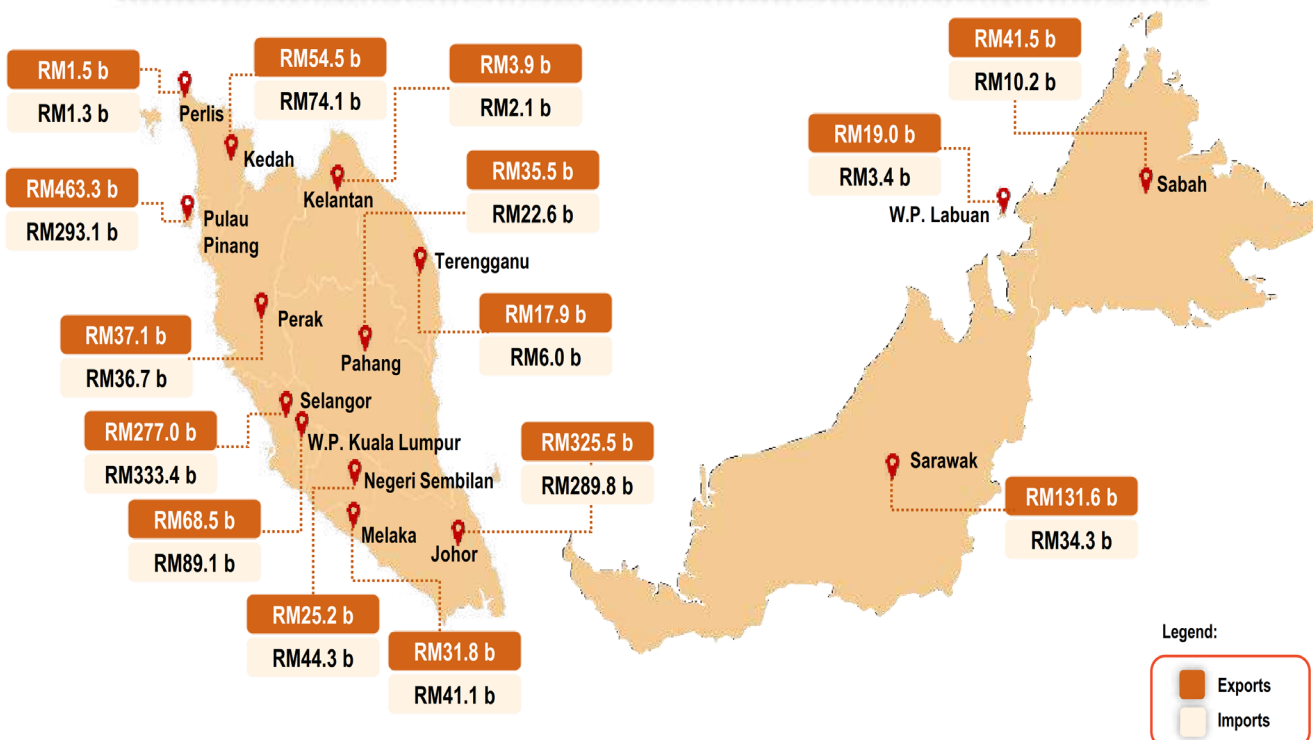 RM1.5 b
RM1.3 b
Perlis
RM54.5 b
RM74.1 b
Kedah
RM3.9 b
RM2.1 b
Kelantan
RM463.3 b
RM293.1 b
Pulau
Pinang
RM35.5 b
RM22.6 b
Pahang
Terengganu
RM17.9 b
RM6.0 b
Perak
RM37.1 b
RM36.7 b
Selangor
RM277.0 b
RM333.4 b
W.P. Kuala Lumpur
RM68.5 b
RM89.1 b
Negeri Sembilan
RM25.2 b
RM44.3 b
Melaka
RM31.8 b
RM41.1 b
Johor
RM325.5 b
RM289.8 b
RM41.5 b
RM10.2 b
Sabah
RM19.0 b
RM3.4 b
W.P. Labuan
Sarawak
RM131.6 b
RM34.3 b
Legend:
Exports
Imports